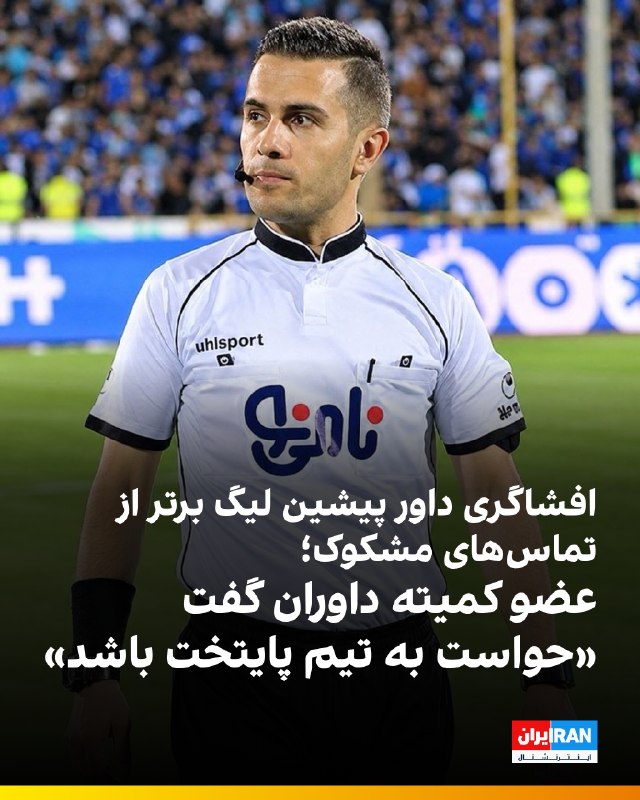 uhlsport
نامی‌نو
افشاگری داور پیشین لیگ برتر از
تماس‌های مشکوک؛
عضو کمیته داوران گفت
«حواست به تیم پایتخت باشد»
ایران IRAN
اینترنشنال